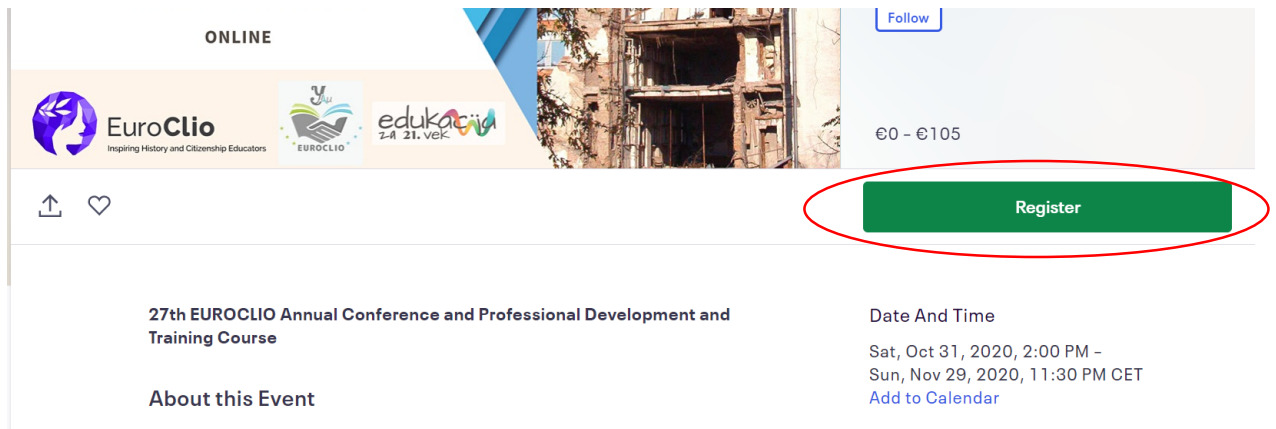 Follow
ONLINE
EuroClio
Inspiring History and Citizenship Educators
EUROCLIO
edukacija
za 21. vek
€0 – €105
Register
27th EUROCLIO Annual Conference and Professional Development and
Training Course
About this Event
Date And Time
Sat, Oct 31, 2020, 2:00 PM –
Sun, Nov 29, 2020, 11:30 PM CET
Add to Calendar